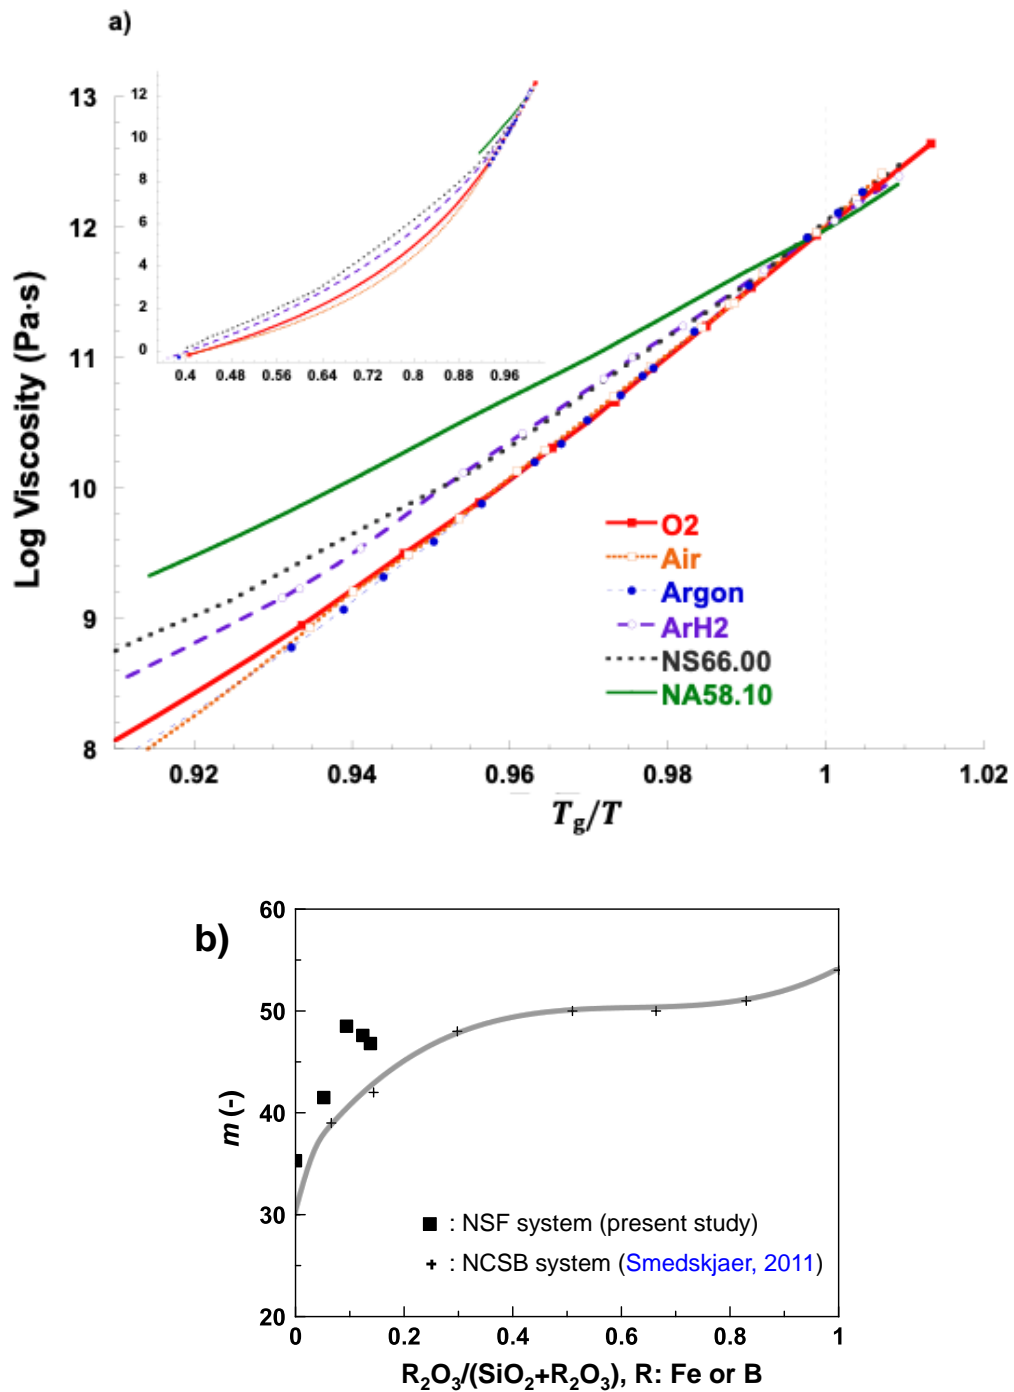 a)
13
12
11
10
9
8
Log Viscosity (Pa·s)
12
10
8
6
4
2
0
0.4 0.48 0.56 0.64 0.72 0.8 0.88 0.96
O2
Air
Argon
ArH2
NS66.00
NA58.10
0.92 0.94 0.96 0.98 1 1.02
Tg/T
b)
60
50
40
30
20
m (-)
: NSF system (present study)
: NCSB system (Smedskjaer, 2011)
0 0.2 0.4 0.6 0.8 1
R₂O₃/(SiO₂+R₂O₃), R: Fe or B